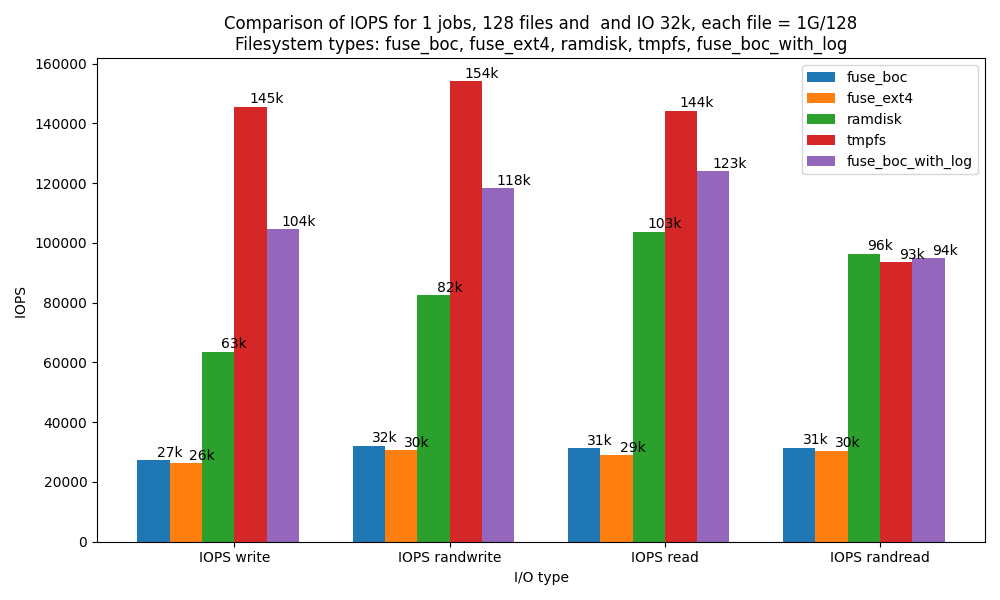 Comparison of IOPS for 1 jobs, 128 files and  and IO 32k, each file = 1G/128
Filesystem types: fuse_boc, fuse_ext4, ramdisk, tmpfs, fuse_boc_with_log
IOPS
160000
140000
120000
100000
80000
60000
40000
20000
0
27k
26k
63k
145k
104k
32k
30k
82k
154k
118k
31k
29k
103k
144k
123k
31k
30k
96k
93k
94k
fuse_boc
fuse_ext4
ramdisk
tmpfs
fuse_boc_with_log
IOPS write
IOPS randwrite
IOPS read
IOPS randread
I/O type